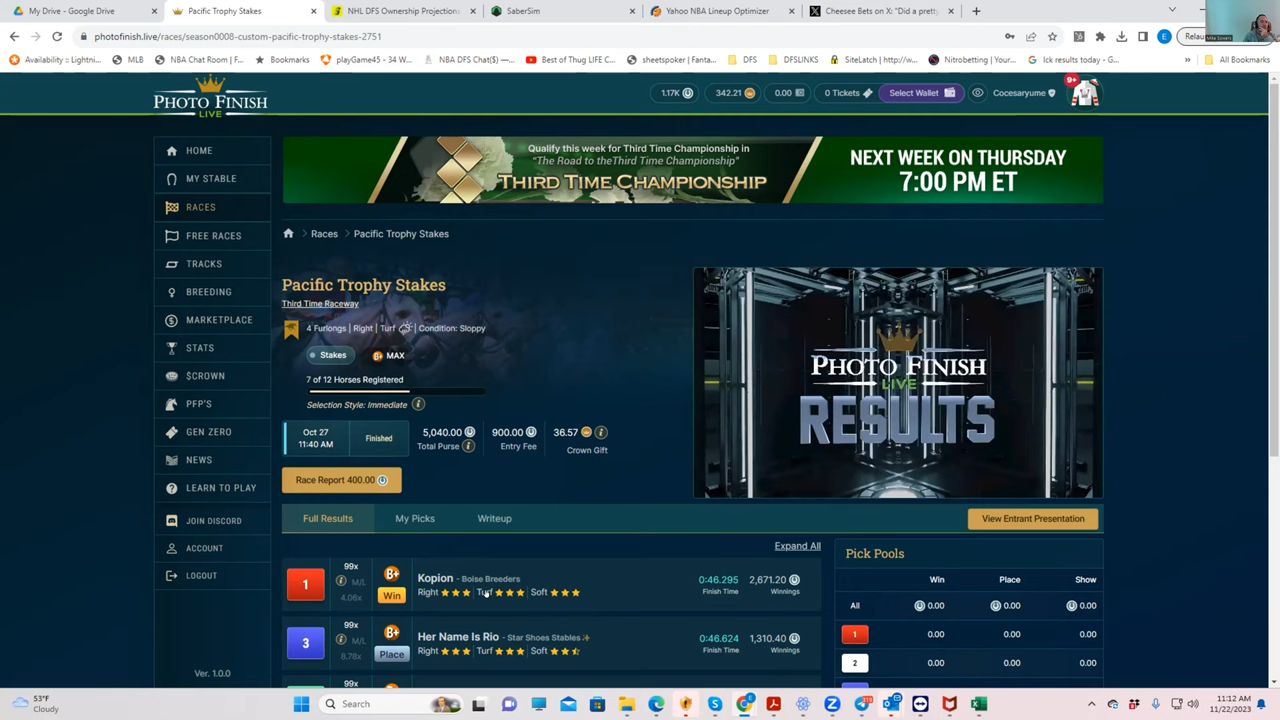 My Drive - Google Drive
Pacific Trophy Stakes
NHL DFS Ownership Projection
SaberSim
Yahoo NBA Lineup Optimizer
Cheesee Bets on X: "Did a prett
photofinish.live/races/season0008-custom-pacific-trophy-stakes-2751
E
Relau
Availability :: Lightni...
MLB
NBA Chat Room | F...
Bookmarks
playGame45 - 34 W...
NBA DFS Chat($) —...
Best of Thug LIFE C...
sheetspoker | Fanta...
DFS
DFSLINKS
SiteLatch | http://w...
Nitrobetting | Your...
lck results today - G...
»
All Bookmarks
PHOTO FINISH
LIVE
1.17K
342.21
0.00
0 Tickets
Select Wallet
Cocesaryume
9+
HOME
MY STABLE
RACES
FREE RACES
TRACKS
BREEDING
MARKETPLACE
STATS
$CROWN
PFP'S
GEN ZERO
NEWS
LEARN TO PLAY
JOIN DISCORD
ACCOUNT
LOGOUT
Ver. 1.0.0
Qualify this week for Third Time Championship in
"The Road to theThird Time Championship"
THIRD TIME CHAMPIONSHIP
NEXT WEEK ON THURSDAY
7:00 PM ET
Races > Pacific Trophy Stakes
Pacific Trophy Stakes
Third Time Raceway
4 Furlongs | Right | Turf | Condition: Sloppy
Stakes
B+ MAX
7 of 12 Horses Registered
Selection Style: Immediate
Oct 27
11:40 AM
Finished
5,040.00
Total Purse
900.00
Entry Fee
36.57
Crown Gift
Race Report 400.00
PHOTO FINISH
LIVE
RESULTS
Full Results
My Picks
Writeup
View Entrant Presentation
Expand All
1
99x
M/L
4.06x
B+
Win
Kopion - Boise Breeders
Right Turf Soft
0:46.295
Finish Time
2,671.20
Winnings
3
99x
M/L
8.78x
B+
Place
Her Name Is Rio - Star Shoes Stables
Right Turf Soft
0:46.624
Finish Time
1,310.40
Winnings
99x
Pick Pools
Win Place Show
All 0.00 0.00 0.00
1 0.00 0.00 0.00
2 0.00 0.00 0.00
53°F
Cloudy
Search
11:12 AM
11/22/2023